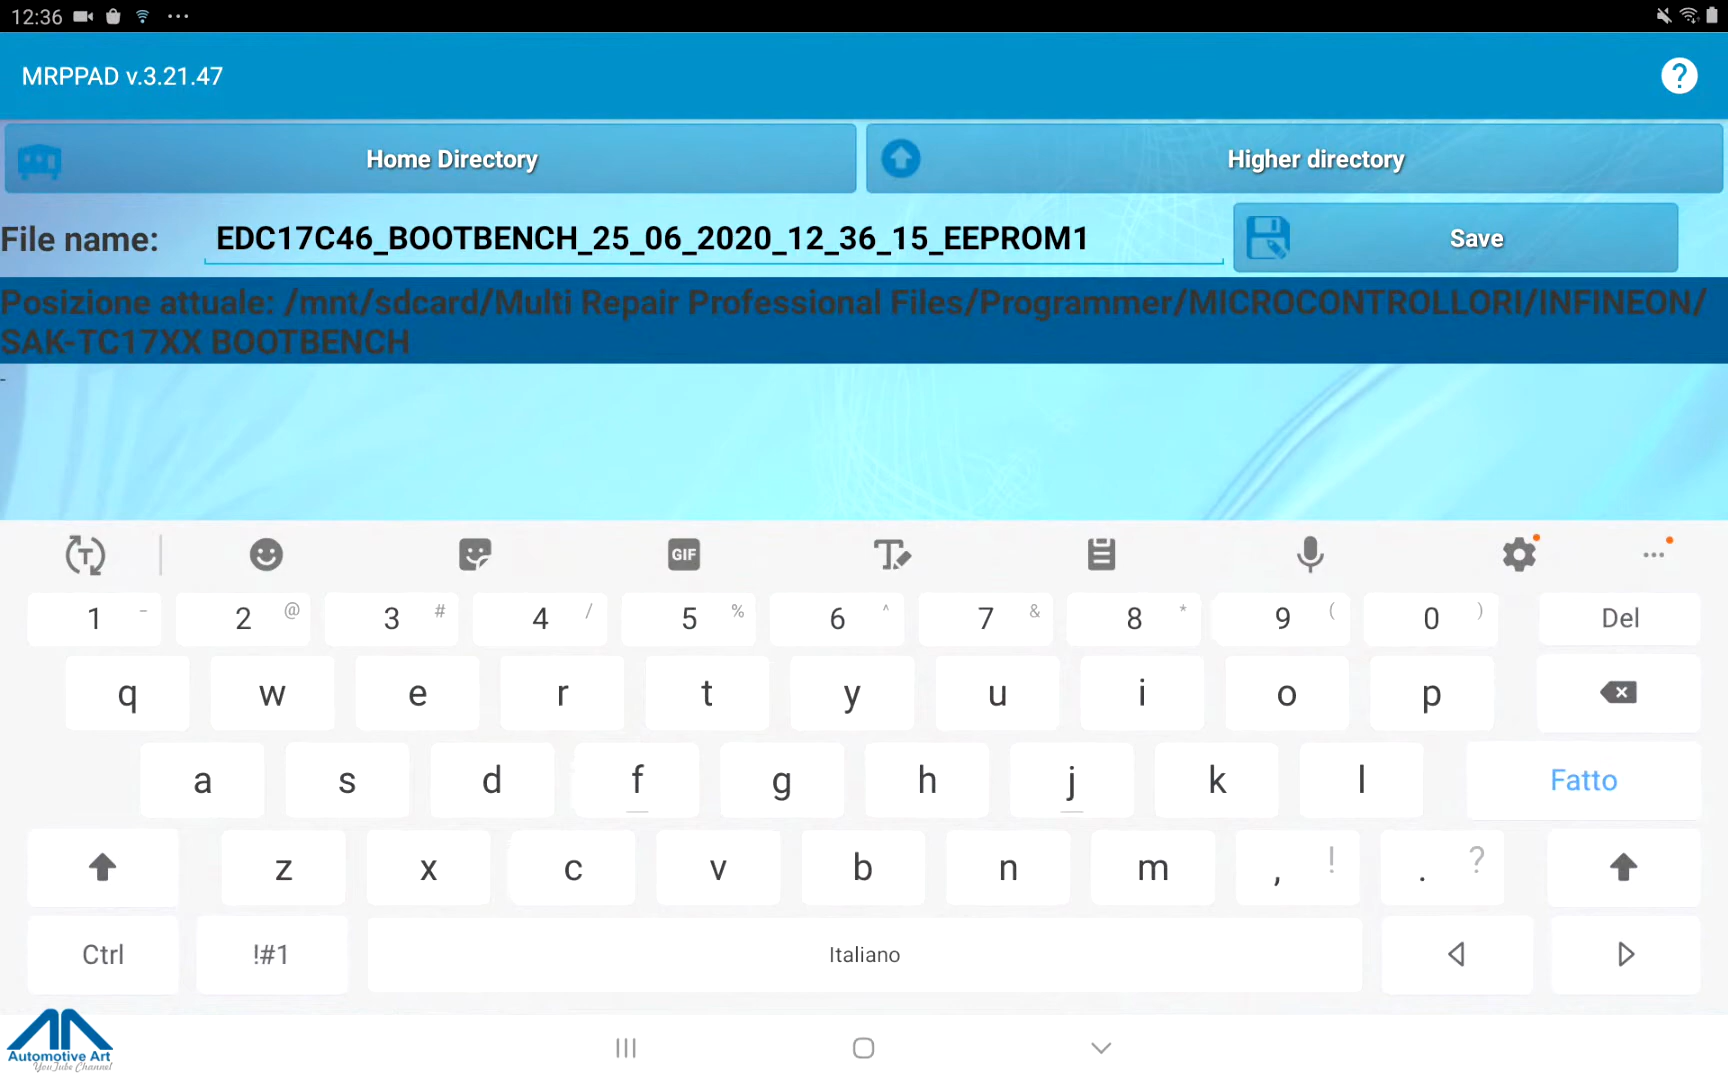 12:36
MRPPAD v.3.21.47
?
Home Directory
Higher directory
File name:
EDC17C46_BOOTBENCH_25_06_2020_12_36_15_EEPROM1
Save
Posizione attuale: /mnt/sdcard/Multi Repair Professional Files/Programmer/MICROCONTROLLORI/INFINEON/
SAK-TC17XX BOOTBENCH
-
T GIF T
1 - 2 @ 3 # 4 / 5 % 6 ^ 7 & 8 * 9 ( 0 ) Del
q w e r t y u i o p
a s d f g h j k l Fatto
z x c v b n m , ! . ?
Ctrl !#1 Italiano
Automotive Art
YouTube Channel